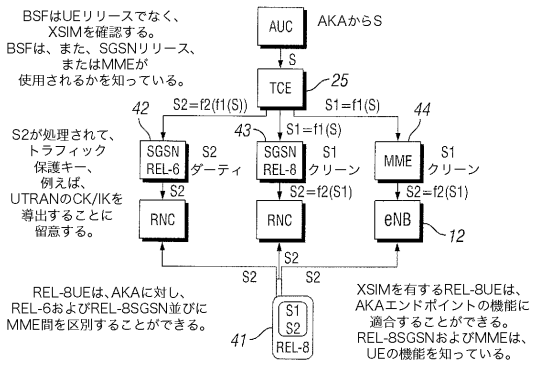 BSFはUEリリースでなく、
XSIMを確認する。
BSFは、また、SGSNリリース、
またはMMEが
使用されるかを知っている。
AUC
AKAからS
S
TCE
25
S2=f2(f1(S))
S1=f1(S)
S1=f1(S)
42
43
44
SGSN
REL-6
S2
ダーティ
SGSN
REL-8
S1
クリーン
MME
S1
クリーン
S2が処理されて、
トラフィック
保護キー、
例えば、
UTRANのCK/IKを
導出することに
留意する。
S2
S2=f2(S1)
S2=f2(S1)
RNC
RNC
eNB
12
S2
S2
S2
REL-8UEは、AKAに対し、
REL-6およびREL-8SGSN並びに
MME間を区別することができる。
41
S1
S2
REL-8
XSIMを有するREL-8UEは、
AKAエンドポイントの機能に
適合することができる。
REL-8SGSNおよびMMEは、
UEの機能を知っている。